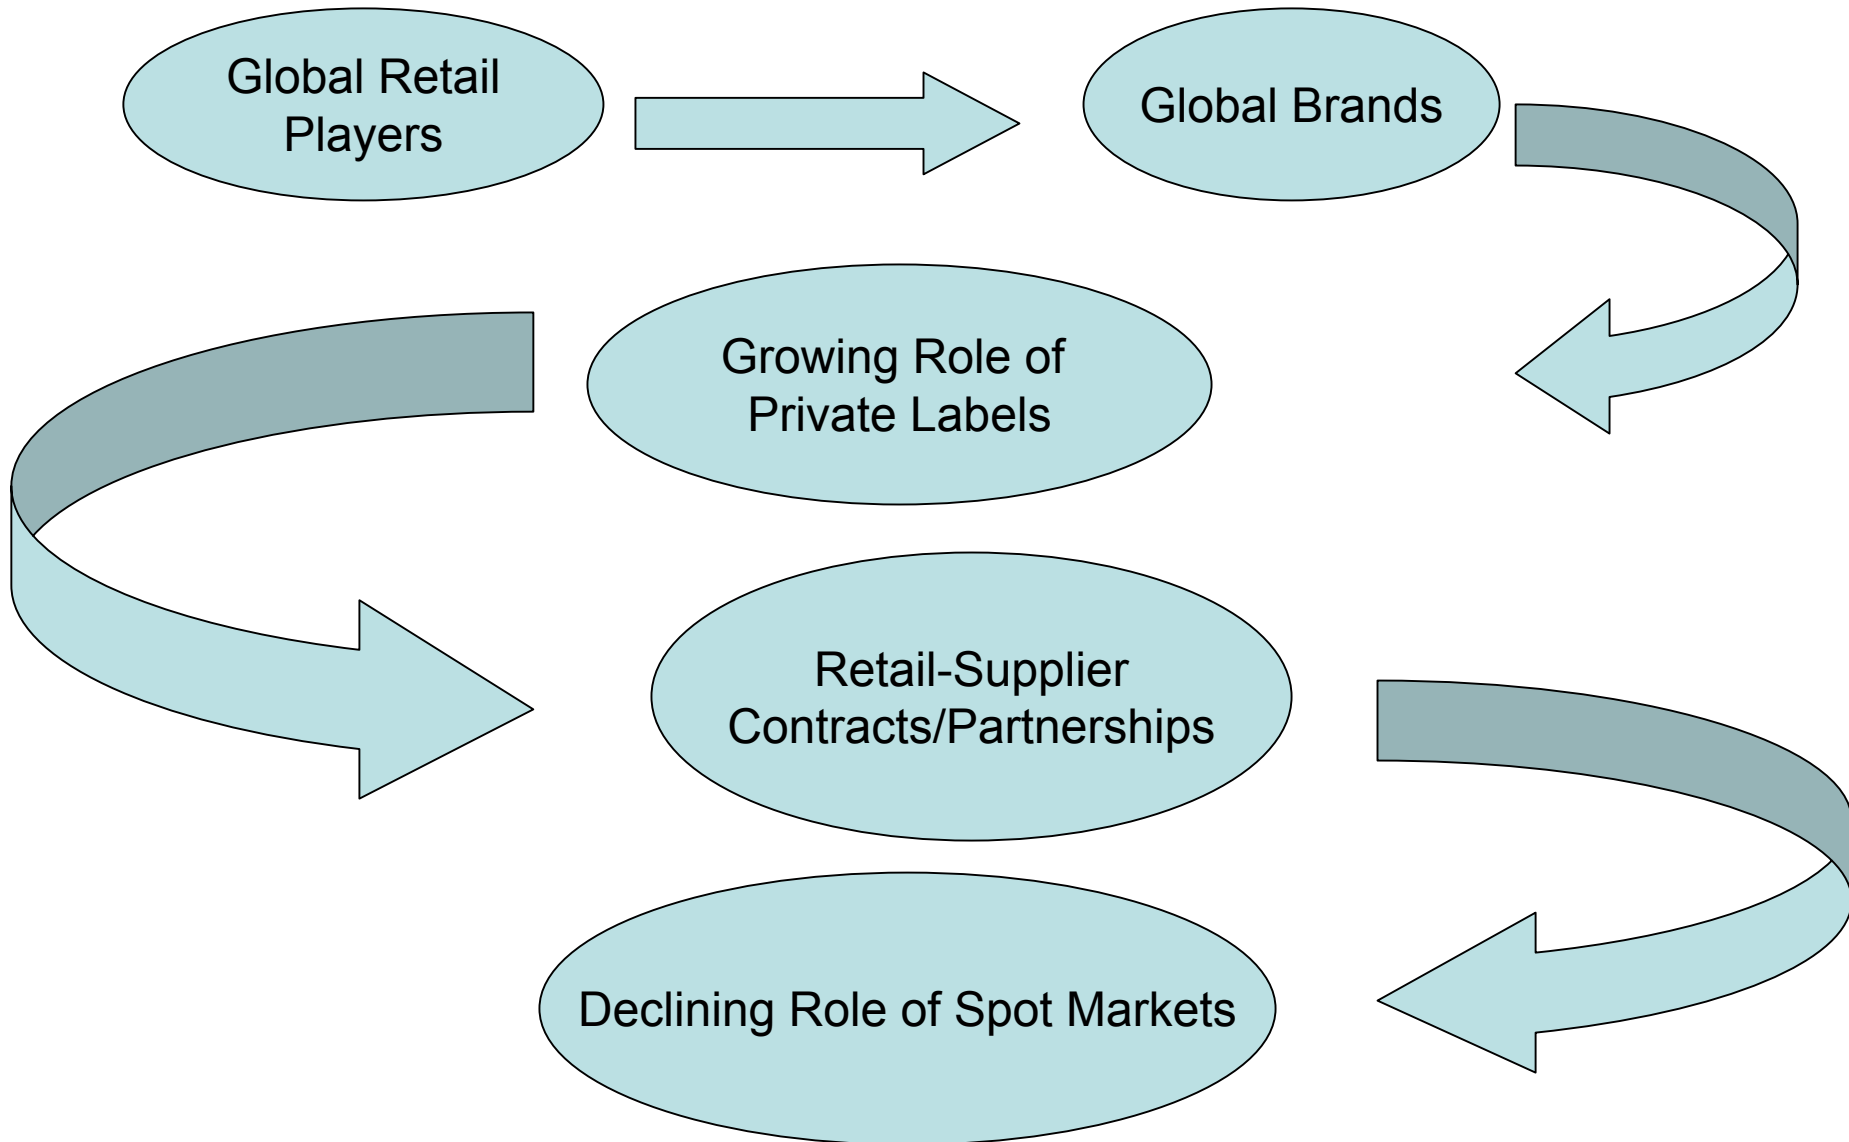 Global Retail
Players
Global Brands
Growing Role of
Private Labels
Retail-Supplier
Contracts/Partnerships
Declining Role of Spot Markets